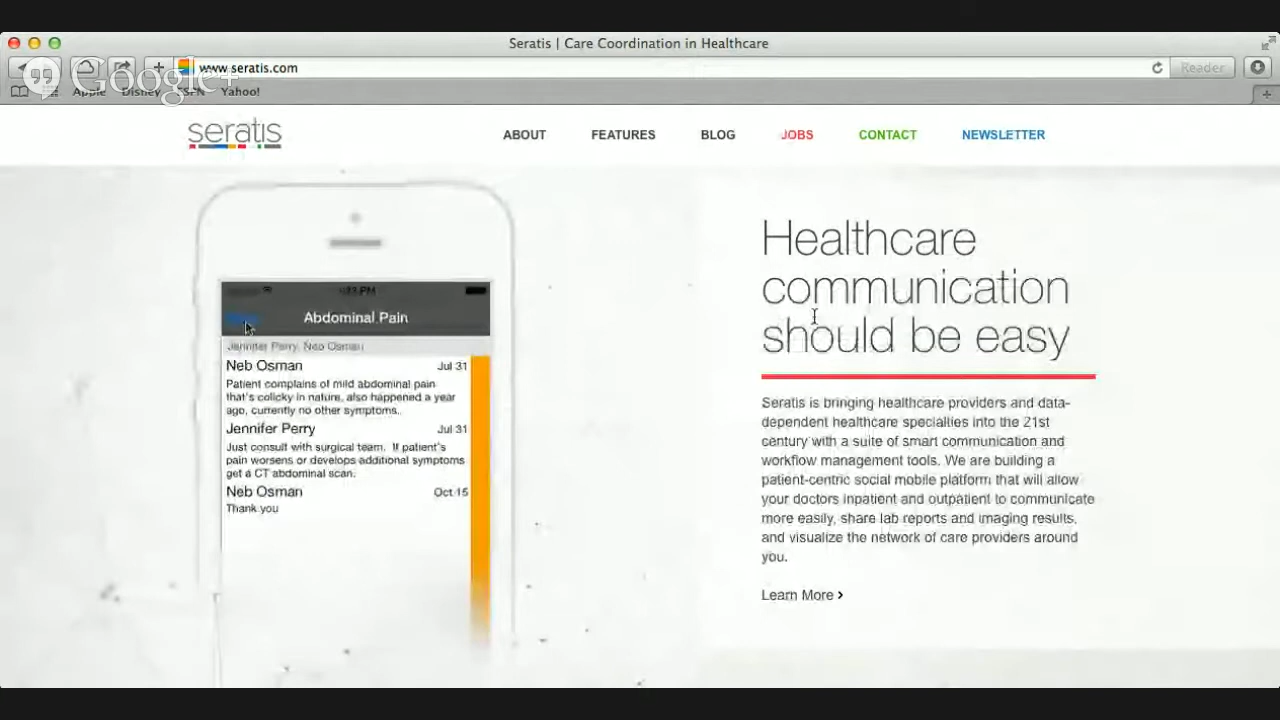 Seratis | Care Coordination in Healthcare
www.seratis.com
Reader
Google+
Apple
Disney
ESPN
Yahoo!
seratis
ABOUT
FEATURES
BLOG
JOBS
CONTACT
NEWSLETTER
Abdominal Pain
Jennifer Perry, Neb Osman
Neb Osman Jul 31
Patient complains of mild abdominal pain
that's colicky in nature, also happened a year
ago, currently no other symptoms.
Jennifer Perry Jul 31
Just consult with surgical team. If patient's
pain worsens or develops additional symptoms
get a CT abdominal scan.
Neb Osman Oct 15
Thank you
Healthcare
communication
should be easy
Seratis is bringing healthcare providers and data-
dependent healthcare specialties into the 21st
century with a suite of smart communication and
workflow management tools. We are building a
patient-centric social mobile platform that will allow
your doctors inpatient and outpatient to communicate
more easily, share lab reports and imaging results,
and visualize the network of care providers around
you.
Learn More